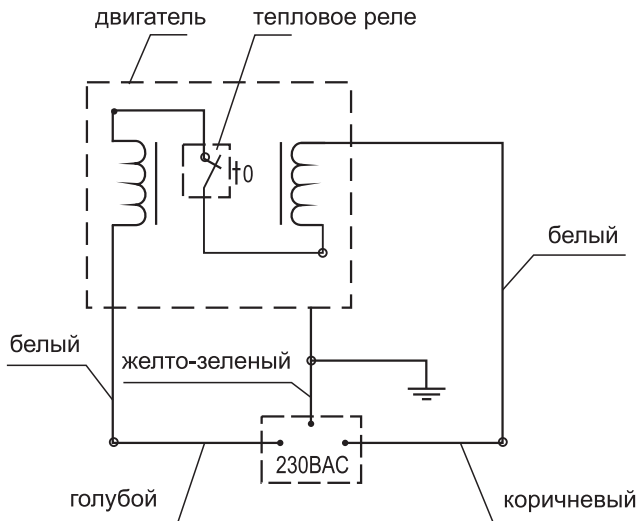 двигатель
тепловое реле
t0
белый
белый
желто-зеленый
230ВАС
голубой
коричневый